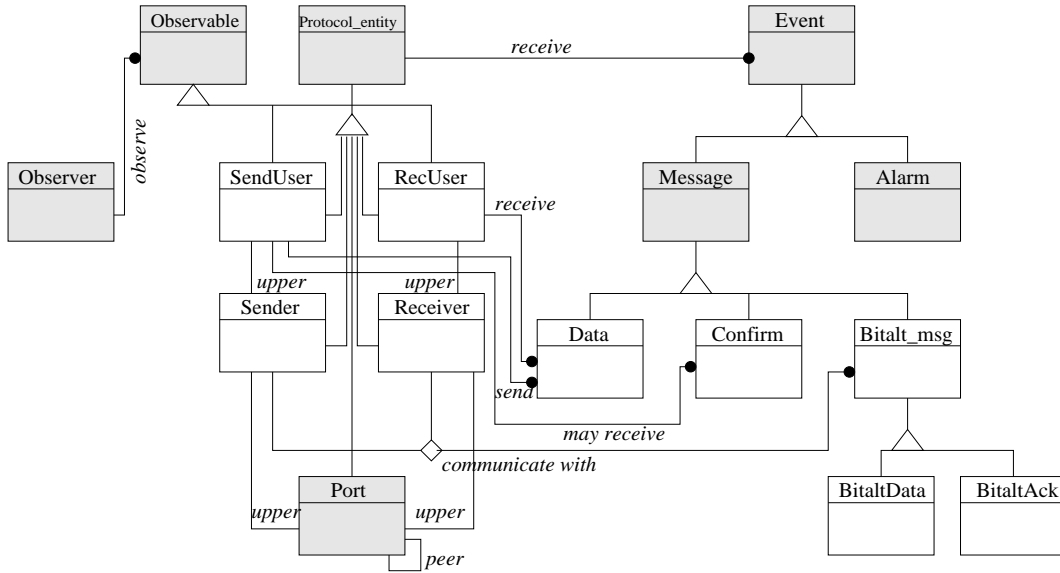 Observable
Protocol_entity
Event
receive
observe
Observer
SendUser
RecUser
Message
Alarm
receive
upper
upper
Sender
Receiver
Data
Confirm
Bitalt_msg
send
may receive
communicate with
Port
BitaltData
BitaltAck
upper
upper
peer